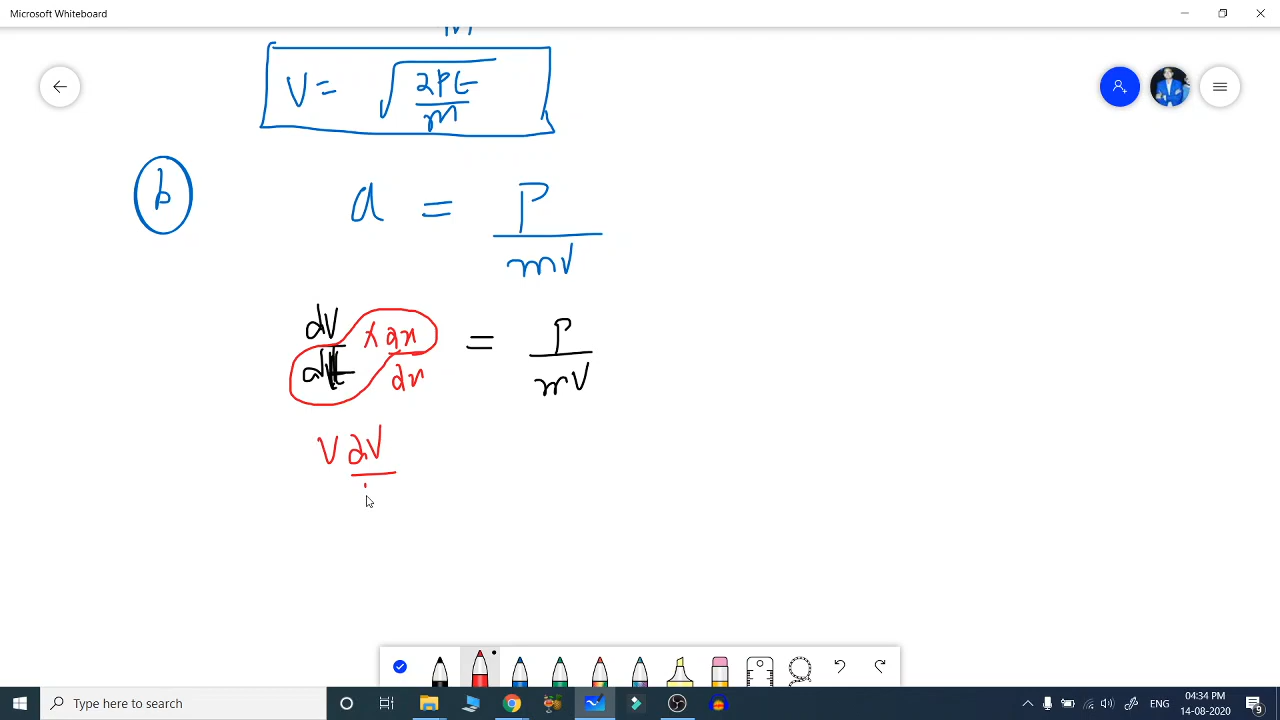 Microsoft Whiteboard
m
V = √(2Pt/m)
b
a = P/mV
dV/dt × dx/dx = P/mV
V dV
Type here to search
04:34 PM
14-08-2020
9